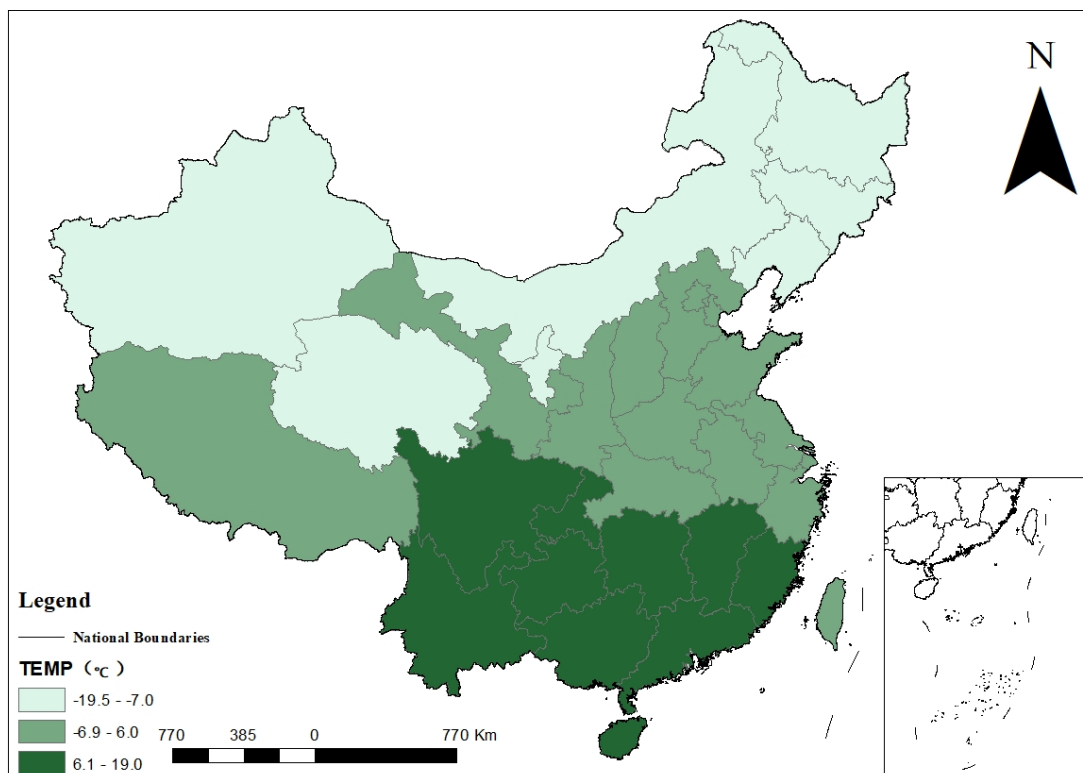 N
Legend
National Boundaries
TEMP（℃ ）
-19.5 - -7.0
-6.9 - 6.0
6.1 - 19.0
770 385 0 770 Km